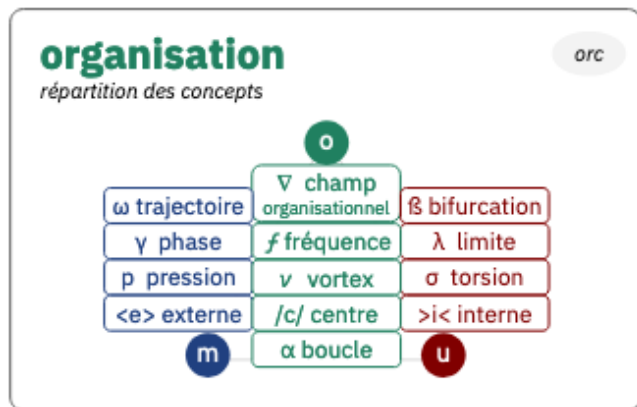 organisation
orc
répartition des concepts
o
∇ champ
organisationnel
ω trajectoire
ß bifurcation
γ phase
ƒ fréquence
λ limite
p pression
ν vortex
σ torsion
<e> externe
/c/ centre
>i< interne
m
α boucle
u